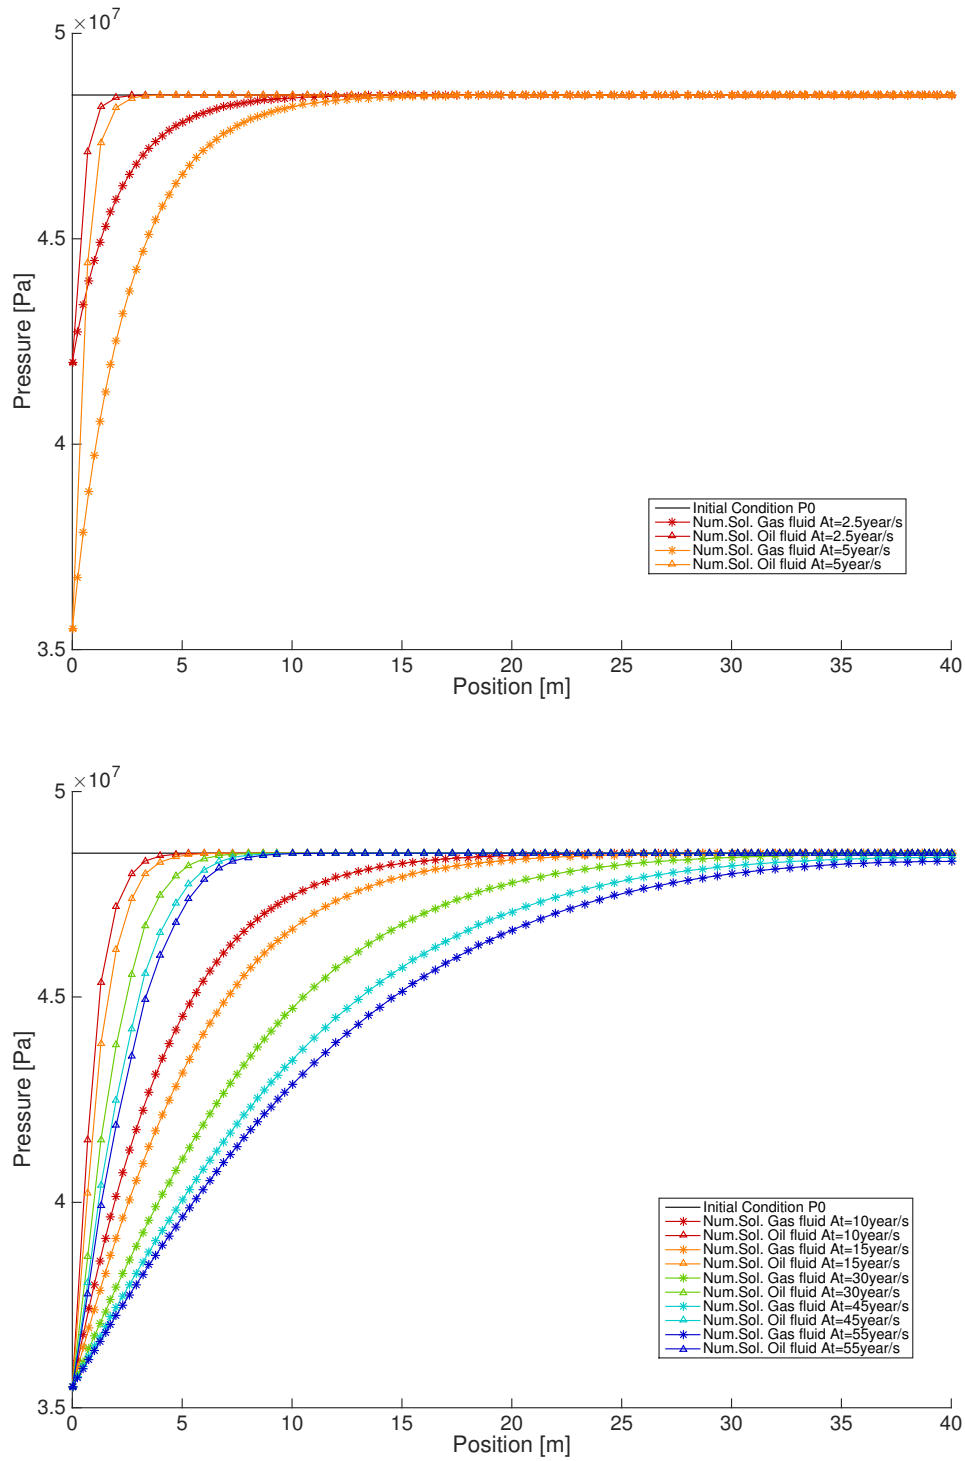 ×10⁷
5
4.5
4
3.5
Pressure [Pa]
0 5 10 15 20 25 30 35 40
Position [m]
Initial Condition P0
Num.Sol. Gas fluid At=2.5year/s
Num.Sol. Oil fluid At=2.5year/s
Num.Sol. Gas fluid At=5year/s
Num.Sol. Oil fluid At=5year/s
×10⁷
5
4.5
4
3.5
Pressure [Pa]
0 5 10 15 20 25 30 35 40
Position [m]
Initial Condition P0
Num.Sol. Gas fluid At=10year/s
Num.Sol. Oil fluid At=10year/s
Num.Sol. Gas fluid At=15year/s
Num.Sol. Oil fluid At=15year/s
Num.Sol. Gas fluid At=30year/s
Num.Sol. Oil fluid At=30year/s
Num.Sol. Gas fluid At=45year/s
Num.Sol. Oil fluid At=45year/s
Num.Sol. Gas fluid At=55year/s
Num.Sol. Oil fluid At=55year/s